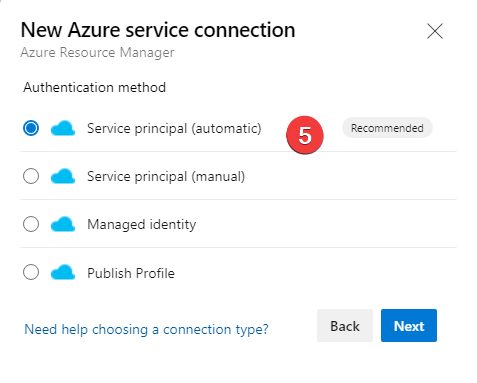 New Azure service connection
Azure Resource Manager
Authentication method
Service principal (automatic) 5 Recommended
Service principal (manual)
Managed identity
Publish Profile
Need help choosing a connection type? Back Next